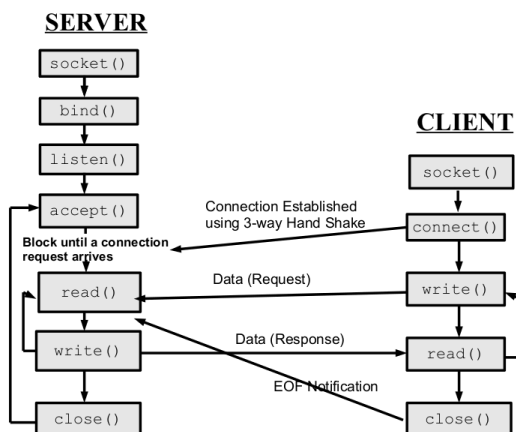 SERVER
socket()
bind()
listen()
accept()
Block until a connection
request arrives
read()
write()
close()
CLIENT
socket()
connect()
write()
read()
close()
Connection Established
using 3-way Hand Shake
Data (Request)
Data (Response)
EOF Notification